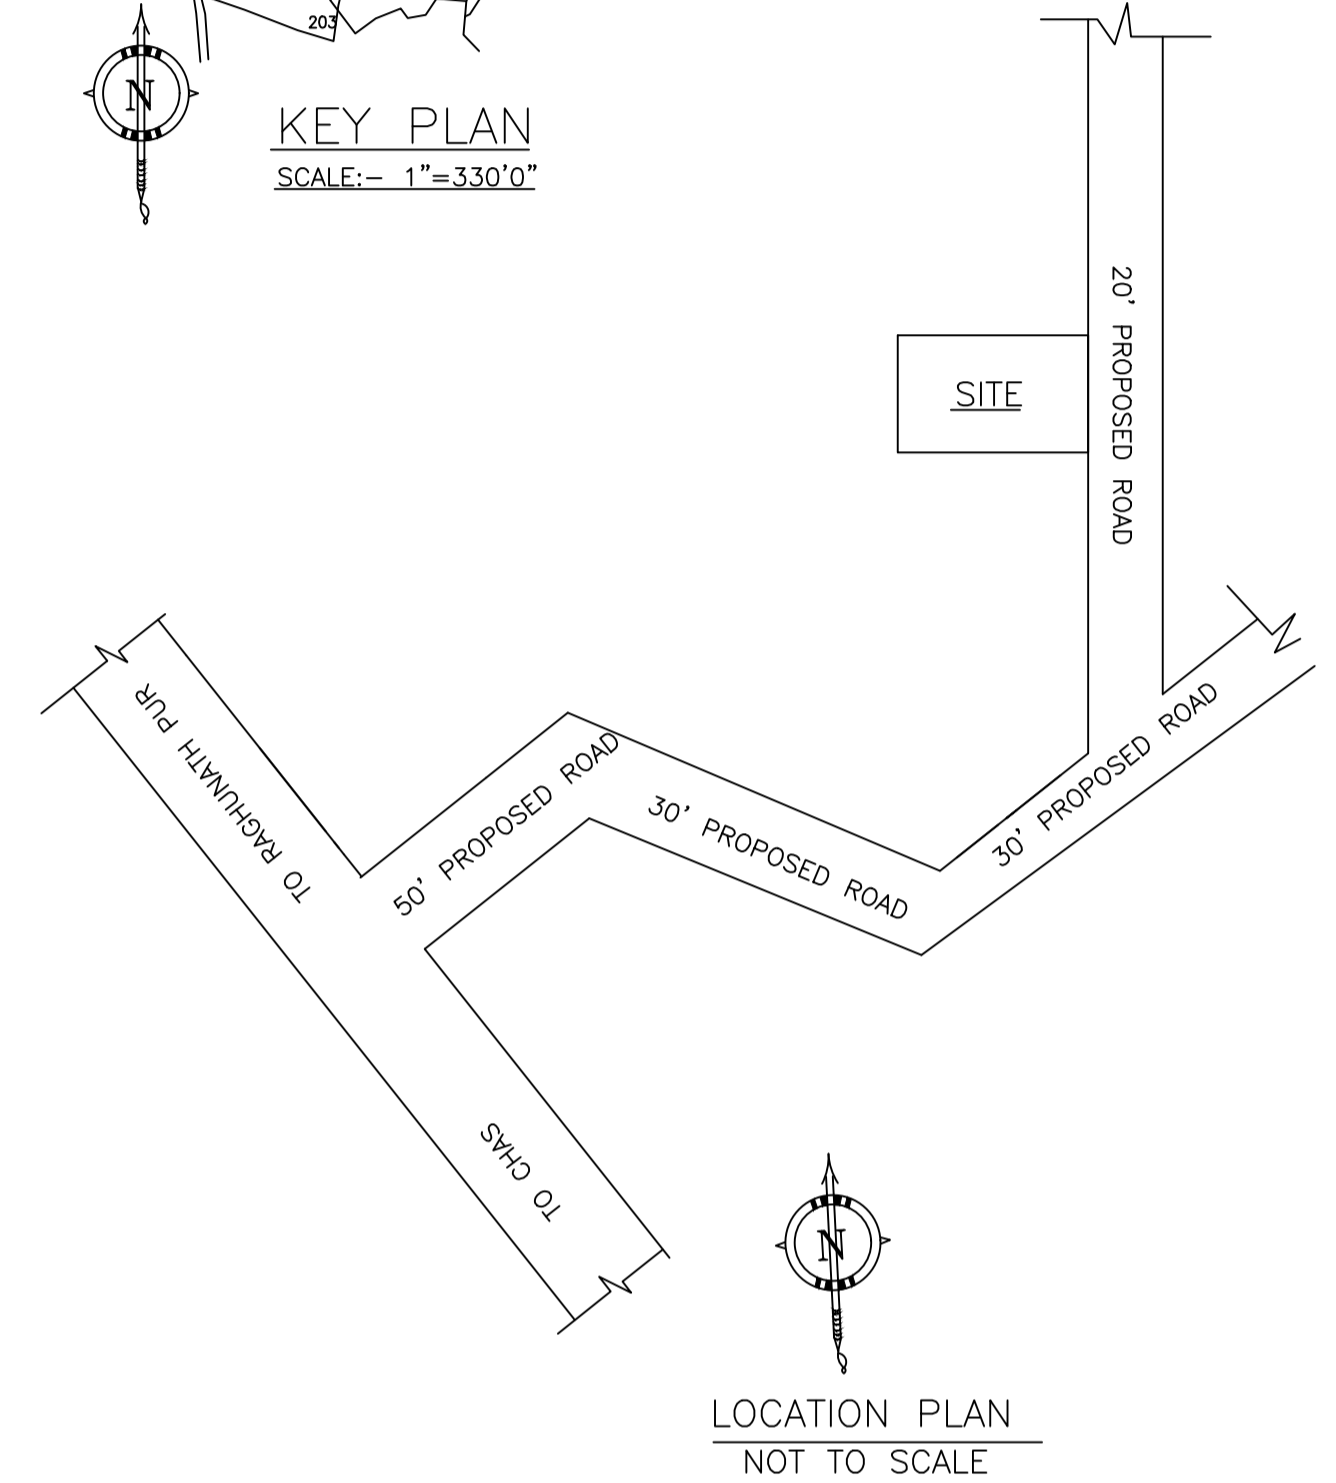 203
N
KEY PLAN
SCALE:- 1"=330'0"
20' PROPOSED ROAD
SITE
TO RAGHUNATH PUR
50' PROPOSED ROAD
30' PROPOSED ROAD
30' PROPOSED ROAD
TO CHAS
N
LOCATION PLAN
NOT TO SCALE